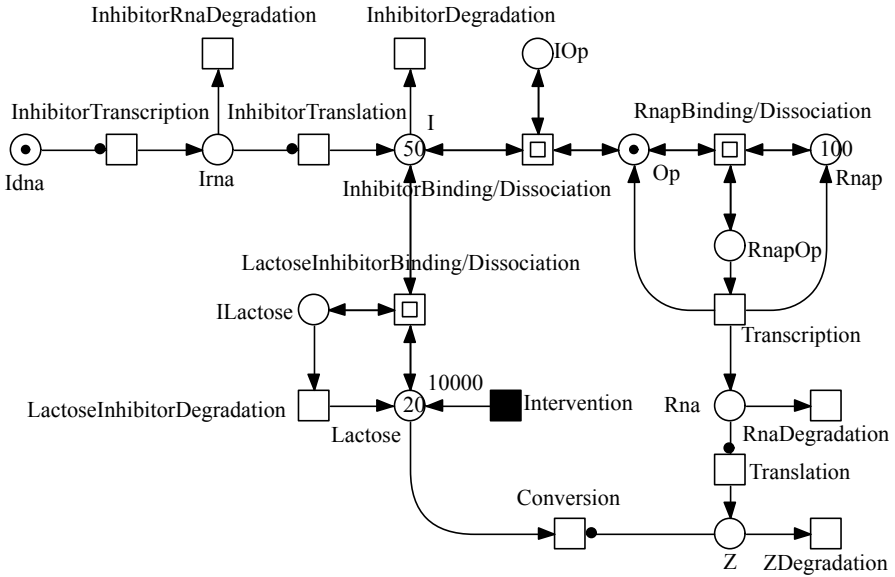 InhibitorRnaDegradation
InhibitorDegradation
IOp
InhibitorTranscription
InhibitorTranslation
I
RnapBinding/Dissociation
50
100
Idna
Irna
InhibitorBinding/Dissociation
Op
Rnap
RnapOp
LactoseInhibitorBinding/Dissociation
ILactose
Transcription
10000
LactoseInhibitorDegradation
20
Intervention
Rna
Lactose
RnaDegradation
Translation
Conversion
Z
ZDegradation